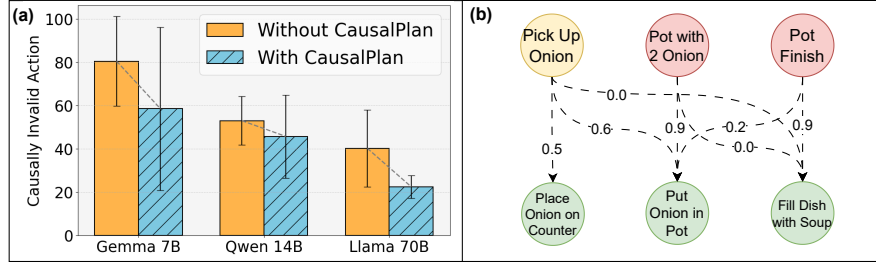 (a)
100
80
60
40
20
0
Causally Invalid Action
Without CausalPlan
With CausalPlan
Gemma 7B
Qwen 14B
Llama 70B
(b)
Pick Up
Onion
Pot with
2 Onion
Pot
Finish
0.0
0.6
0.9
0.2
0.9
0.5
0.0
Place
Onion on
Counter
Put
Onion in
Pot
Fill Dish
with Soup